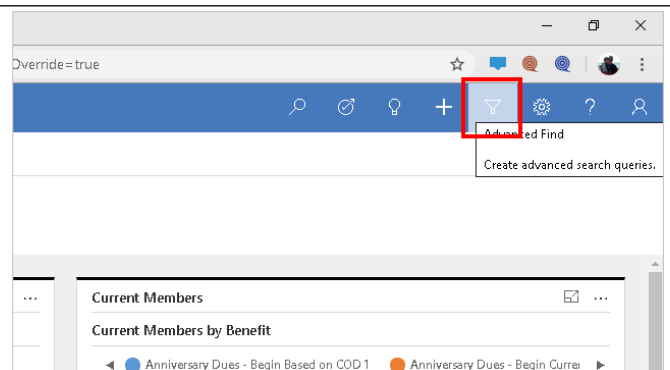 Override=true
?
Advanced Find
Create advanced search queries.
...
Current Members
...
Current Members by Benefit
Anniversary Dues - Begin Based on COD 1
Anniversary Dues - Begin Curre